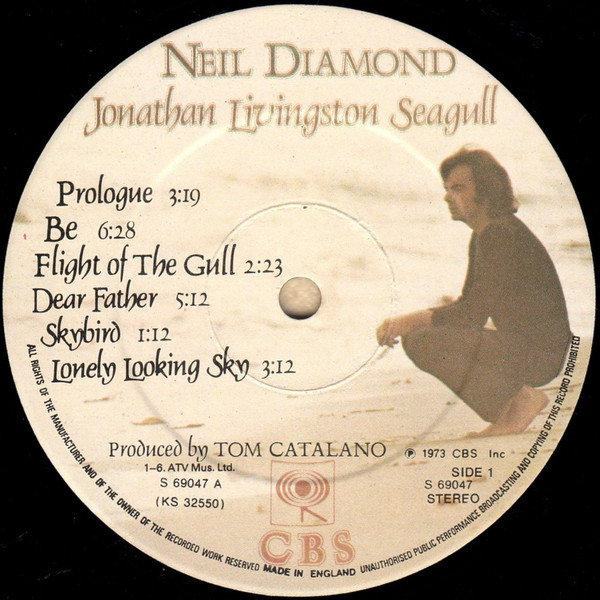 NEIL DIAMOND
Jonathan Livingston Seagull
Prologue 3:19
Be 6:28
Flight of The Gull 2:23
Dear Father 5:12
Skybird 1:12
Lonely Looking Sky 3:12
Produced by TOM CATALANO
℗ 1973 CBS Inc
1–6. ATV Mus. Ltd.
S 69047 A
(KS 32550)
SIDE 1
S 69047
STEREO
CBS
ALL RIGHTS OF THE MANUFACTURER AND OF THE OWNER OF THE RECORDED WORK RESERVED MADE IN ENGLAND UNAUTHORISED PUBLIC PERFORMANCE BROADCASTING AND COPYING OF THIS RECORD PROHIBITED